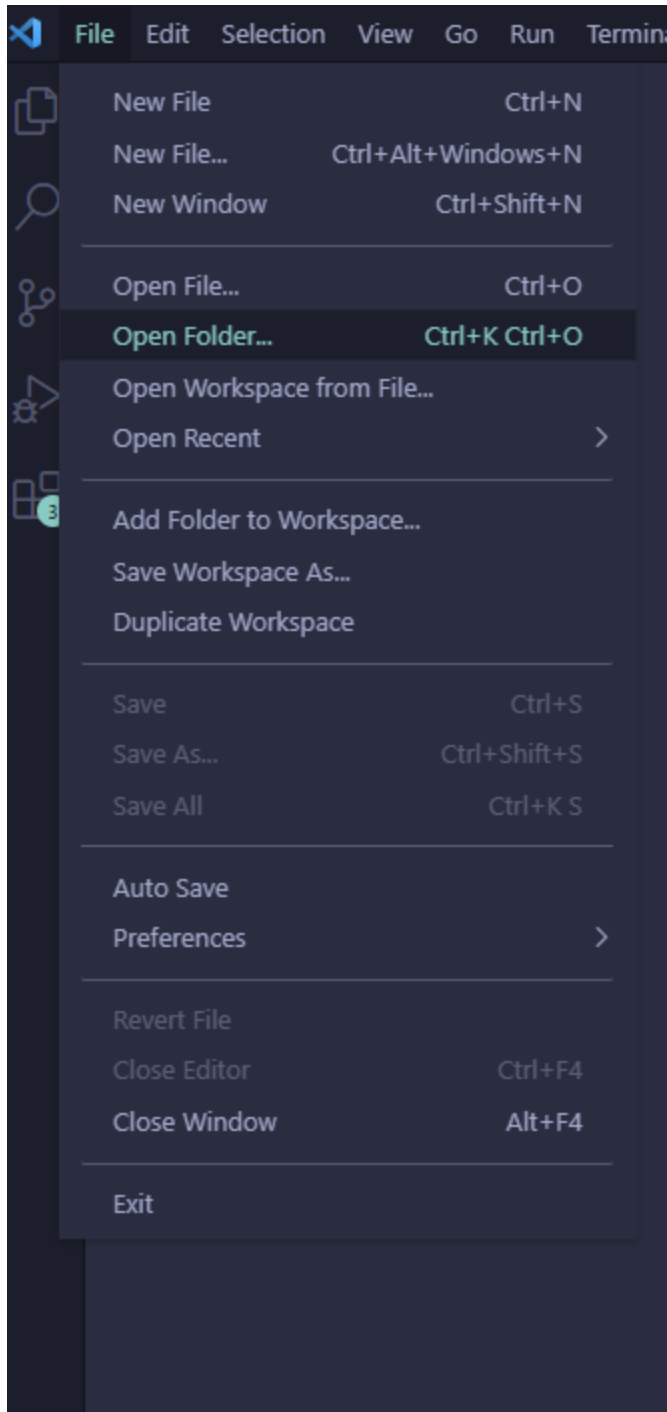 File Edit Selection View Go Run
New File Ctrl+N
New File... Ctrl+Alt+Windows+N
New Window Ctrl+Shift+N
Open File... Ctrl+O
Open Folder... Ctrl+K Ctrl+O
Open Workspace from File...
Open Recent
3
Add Folder to Workspace...
Save Workspace As...
Duplicate Workspace
Save Ctrl+S
Save As... Ctrl+Shift+S
Save All Ctrl+K S
Auto Save
Preferences
Revert File
Close Editor Ctrl+F4
Close Window Alt+F4
Exit